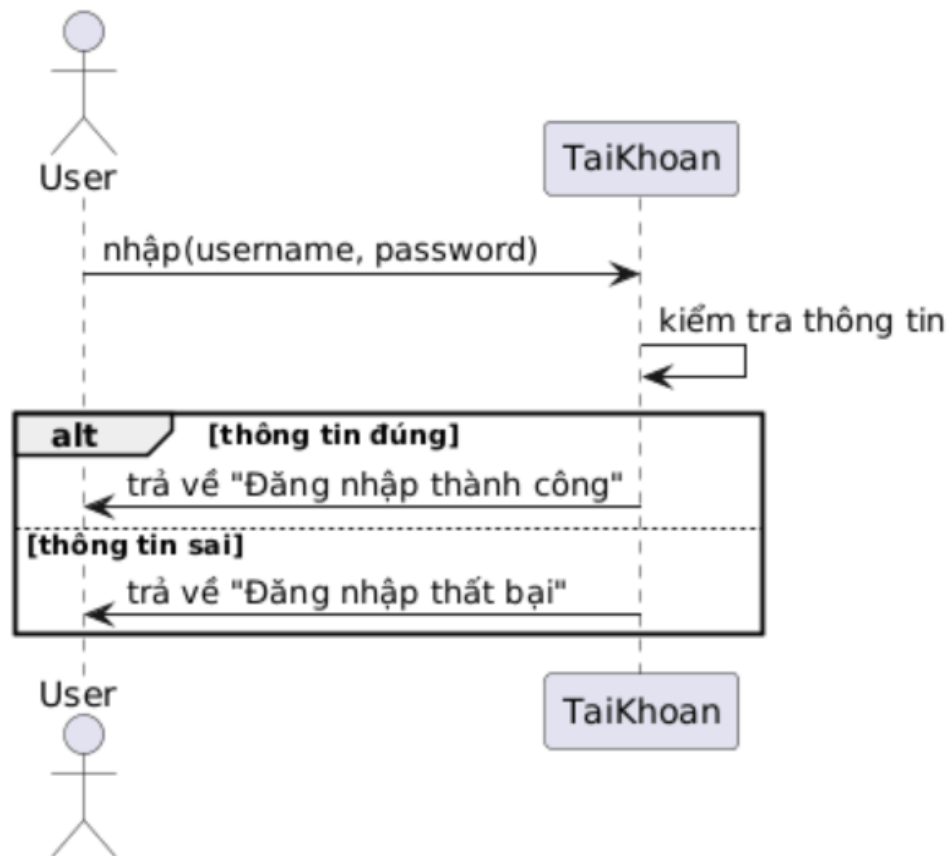 User
TaiKhoan
nhập(username, password)
kiểm tra thông tin
alt [thông tin đúng]
trả về "Đăng nhập thành công"
[thông tin sai]
trả về "Đăng nhập thất bại"
User
TaiKhoan